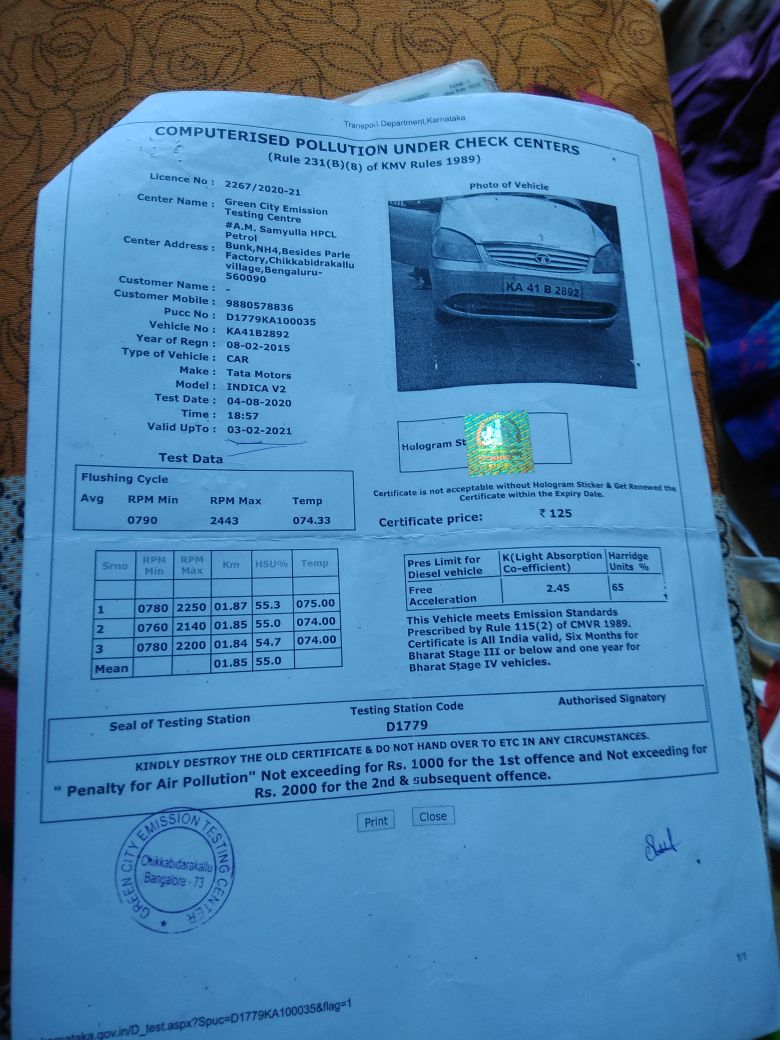 Transport Department,Karnataka
COMPUTERISED POLLUTION UNDER CHECK CENTERS
(Rule 231(B)(8) of KMV Rules 1989)
Licence No : 2267/2020-21
Center Name : Green City Emission
Testing Centre
Center Address : #A.M. Samyulla HPCL
Petrol
Bunk,NH4,Besides Parle
Factory,Chikkabidrakallu
village,Bengaluru-
560090
Customer Name : -
Customer Mobile : 9880578836
Pucc No : D1779KA100035
Vehicle No : KA41B2892
Year of Regn : 08-02-2015
Type of Vehicle : CAR
Make : Tata Motors
Model : INDICA V2
Test Date : 04-08-2020
Time : 18:57
Valid UpTo : 03-02-2021
Photo of Vehicle
KA 41 B 2892
Hologram St
Certificate is not acceptable without Hologram Sticker & Get Renewed the
Certificate within the Expiry Date.
Certificate price: ₹ 125
Test Data
Flushing Cycle
Avg RPM Min RPM Max Temp
0790 2443 074.33
Srno RPM Min RPM Max Km HSU% Temp
1 0780 2250 01.87 55.3 075.00
2 0760 2140 01.85 55.0 074.00
3 0780 2200 01.84 54.7 074.00
Mean 01.85 55.0
Pres Limit for Diesel vehicle K(Light Absorption Co-efficient) Harridge Units %
Free Acceleration 2.45 65
This Vehicle meets Emission Standards
Prescribed by Rule 115(2) of CMVR 1989.
Certificate is All India valid, Six Months for
Bharat Stage III or below and one year for
Bharat Stage IV vehicles.
Seal of Testing Station Testing Station Code Authorised Signatory
D1779
KINDLY DESTROY THE OLD CERTIFICATE & DO NOT HAND OVER TO ETC IN ANY CIRCUMSTANCES.
" Penalty for Air Pollution" Not exceeding for Rs. 1000 for the 1st offence and Not exceeding for
Rs. 2000 for the 2nd & subsequent offence.
Print Close
GREEN CITY EMISSION TESTING CENTER
Chikkabidarakallu
Bangalore - 73
1/1
karnataka.gov.in/D_test.aspx?Spuc=D1779KA100035&flag=1